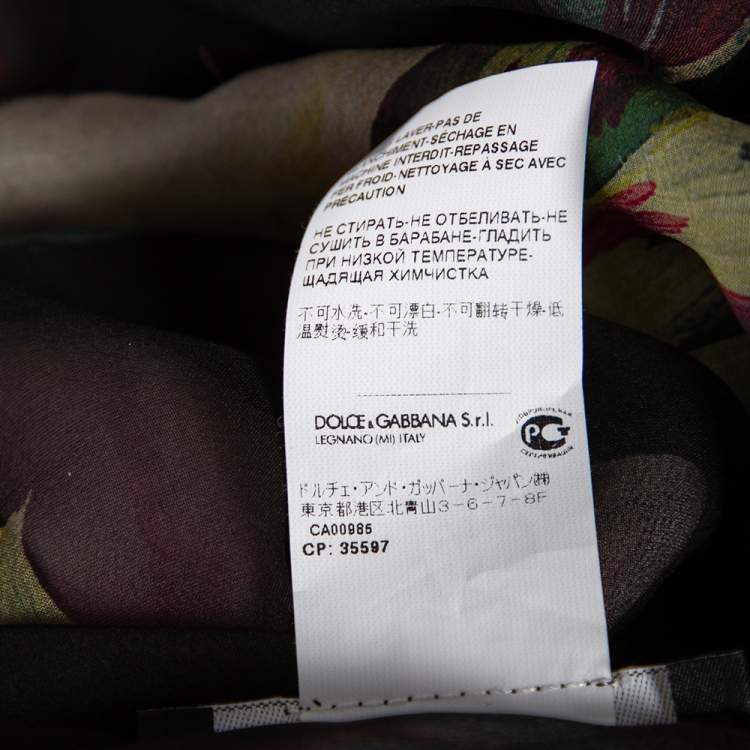 LAVER-PAS DE
SÉCHAGE EN
MACHINE INTERDIT-REPASSAGE
FER FROID-NETTOYAGE À SEC AVEC
PRÉCAUTION
НЕ СТИРАТЬ-НЕ ОТБЕЛИВАТЬ-НЕ
СУШИТЬ В БАРАБАНЕ-ГЛАДИТЬ
ПРИ НИЗКОЙ ТЕМПЕРАТУРЕ-
ЩАДЯЩАЯ ХИМЧИСТКА
不可水洗-不可漂白-不可翻转干燥-低
温熨烫-缓和干洗
DOLCE & GABBANA S.r.l.
LEGNANO (MI) ITALY
РСТ
ドルチェ・アンド・ガッバーナ・ジャパン㈱
東京都港区北青山3-6-7-8F
CA00985
CP: 35597